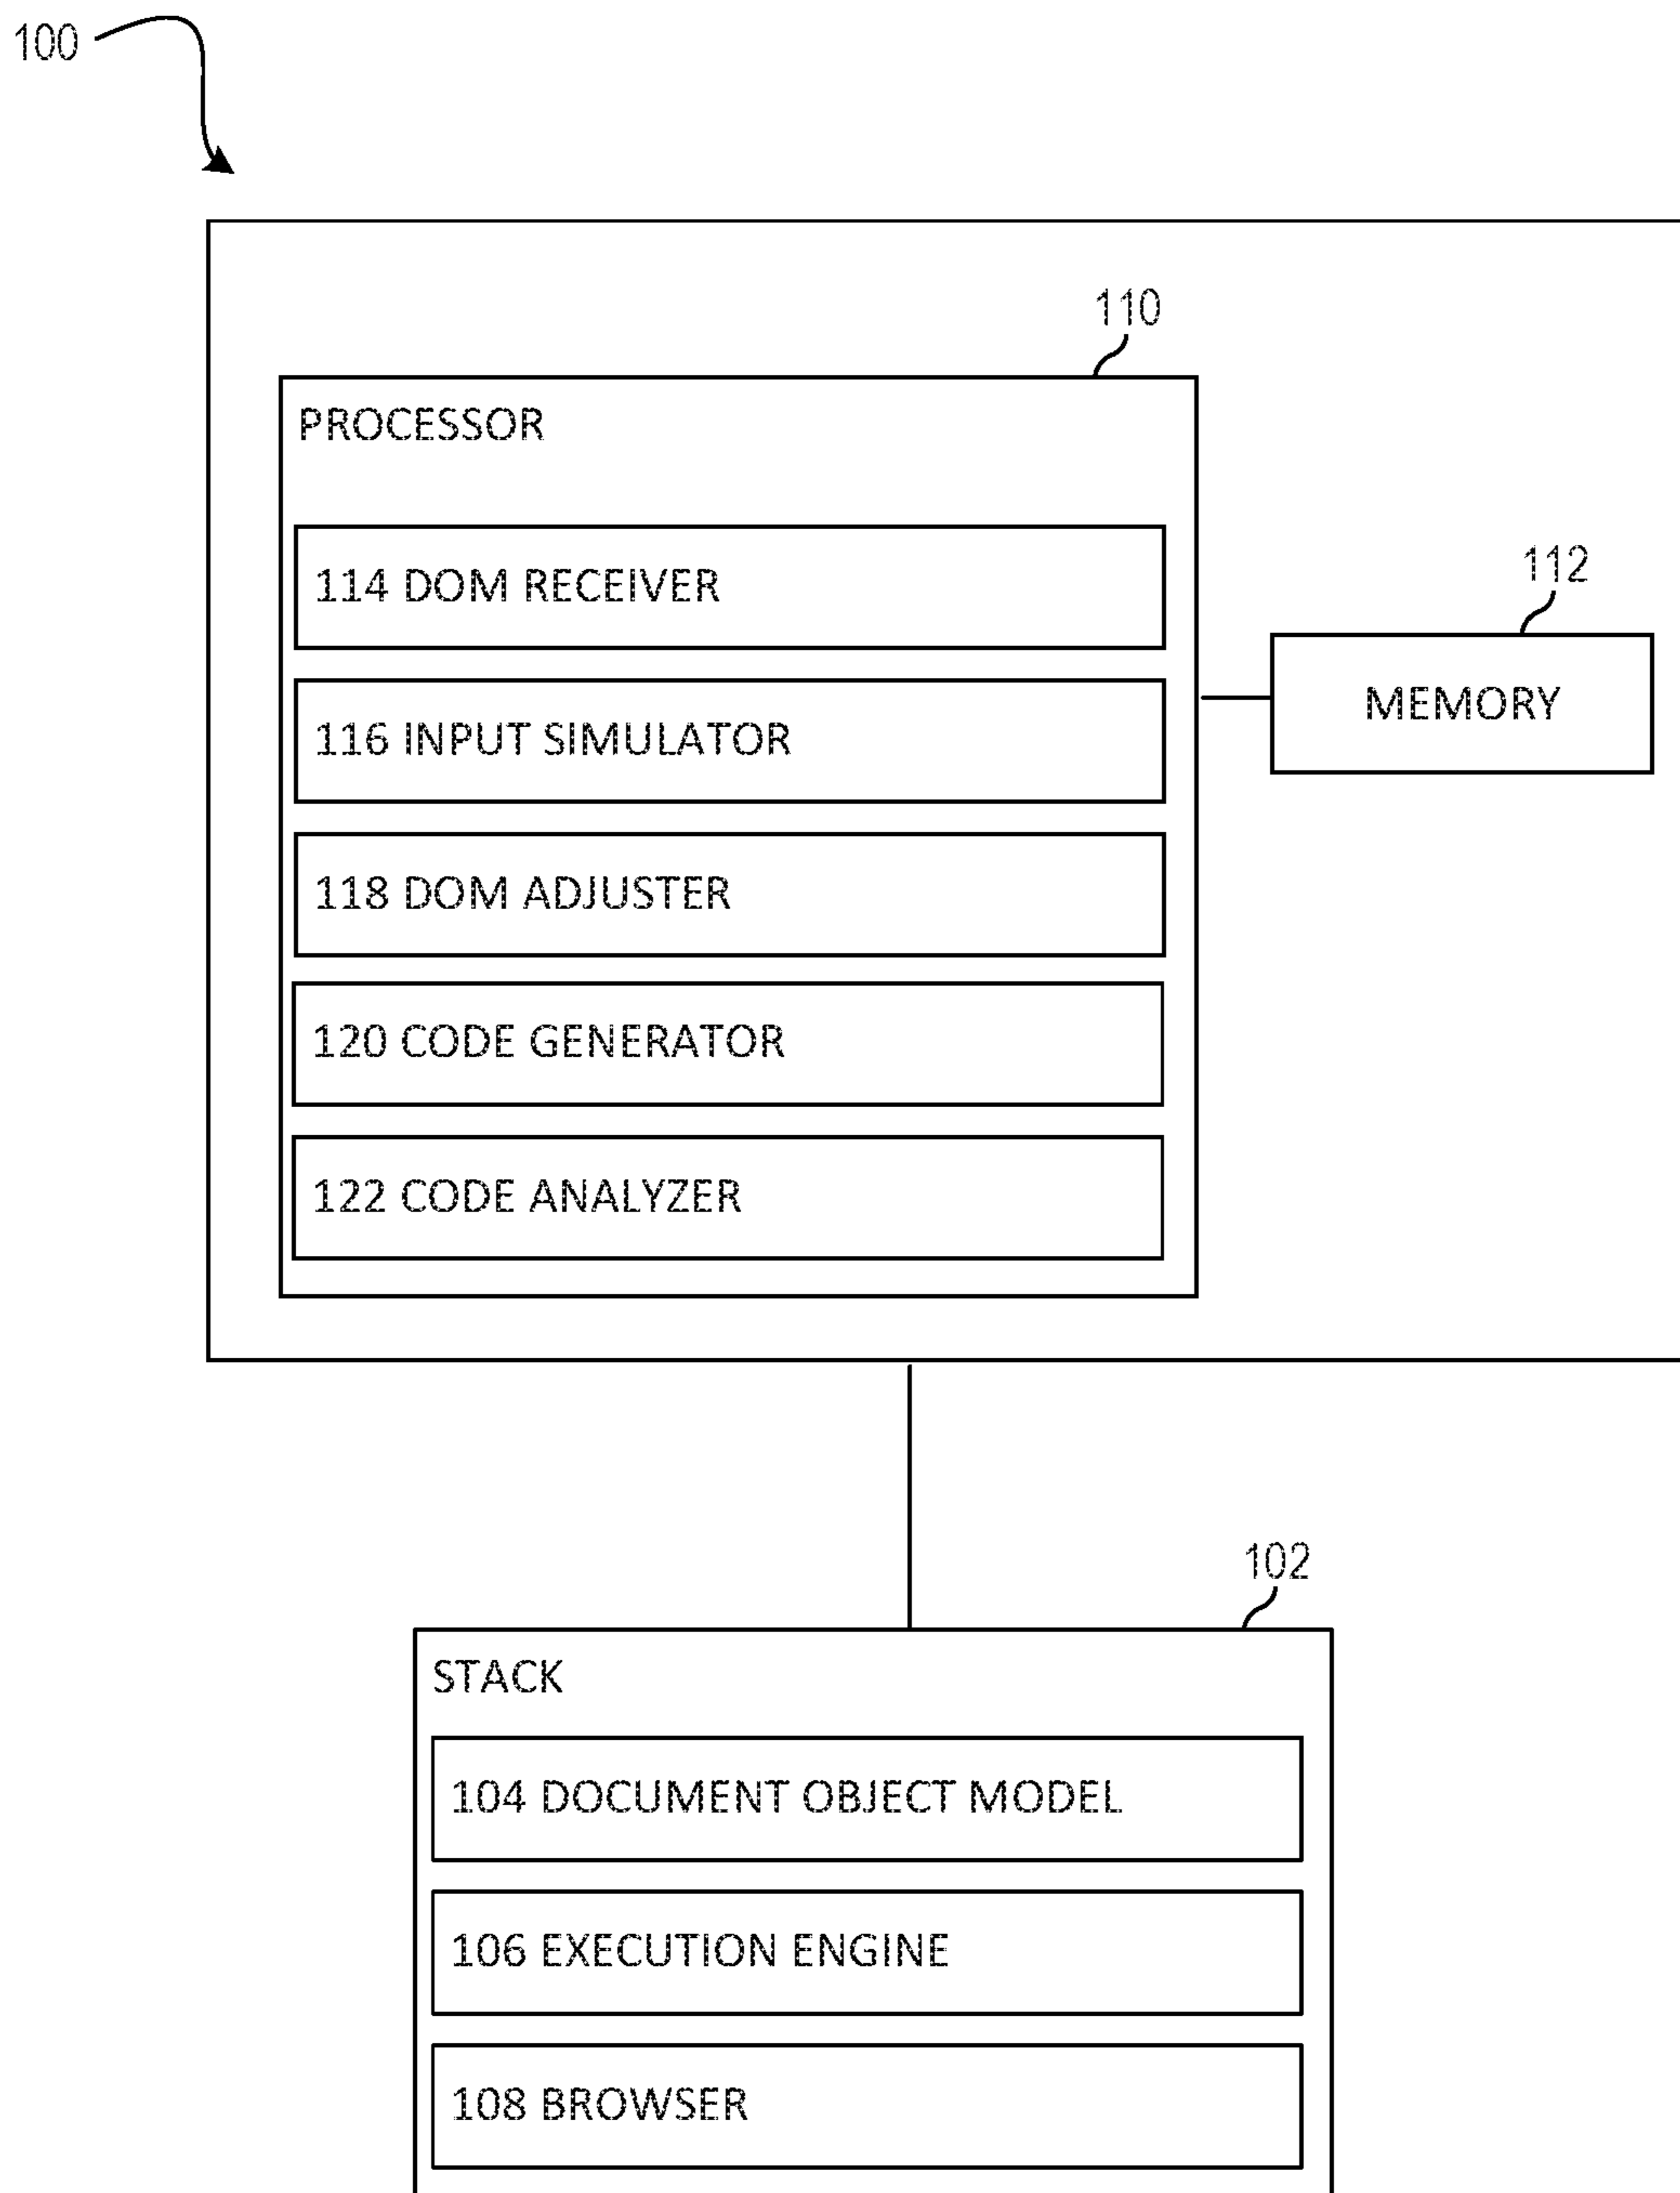 100
110
PROCESSOR
114 DOM RECEIVER
112
MEMORY
116 INPUT SIMULATOR
118 DOM ADJUSTER
120 CODE GENERATOR
122 CODE ANALYZER
102
STACK
104 DOCUMENT OBJECT MODEL
106 EXECUTION ENGINE
108 BROWSER